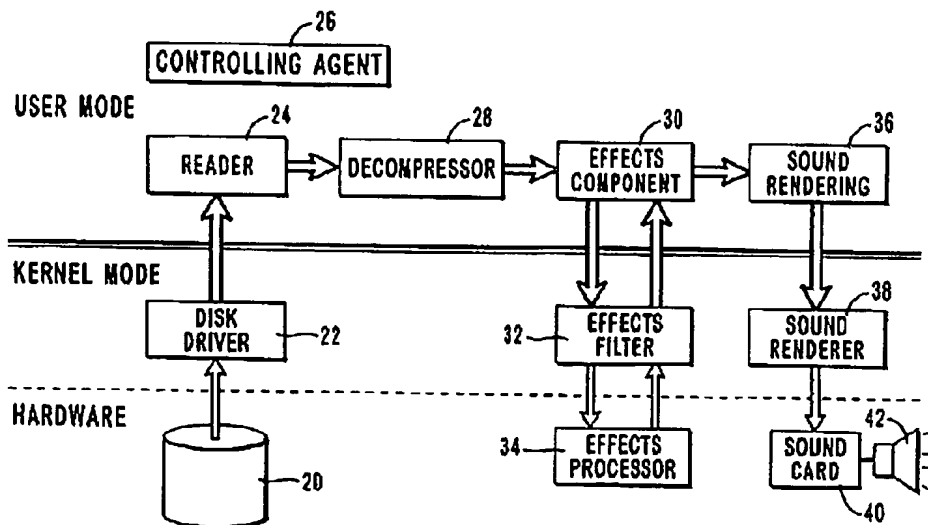 26
CONTROLLING AGENT
USER MODE
24
28
30
36
READER
DECOMPRESSOR
EFFECTS
COMPONENT
SOUND
RENDERING
KERNEL MODE
38
DISK
DRIVER
22
32
EFFECTS
FILTER
SOUND
RENDERER
HARDWARE
42
34
EFFECTS
PROCESSOR
SOUND
CARD
20
40